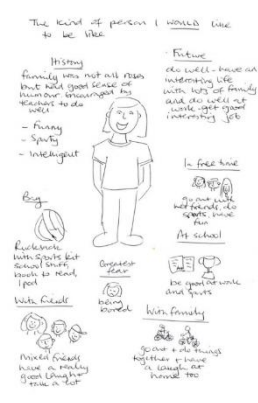 The kind of person I would like
to be like
History
family was not all roses
but had good sense of
humour. Encouraged by
teachers to do
well
- Funny
- Sporty
- Intelligent
Future
do well - have an
interesting life
with lots of family
and do well at
work - get good
interesting job
In free time
go out with
friends, do
sports, have
fun
Bag
Rucksack
with sports kit
school stuff,
book to read,
ipod
At school
be good at work
and sports
Greatest
fear
being
bored
With friends
mixed friends
have a really
good laugh +
talk a lot
With family
go out + do things
together + have
a laugh at
home too